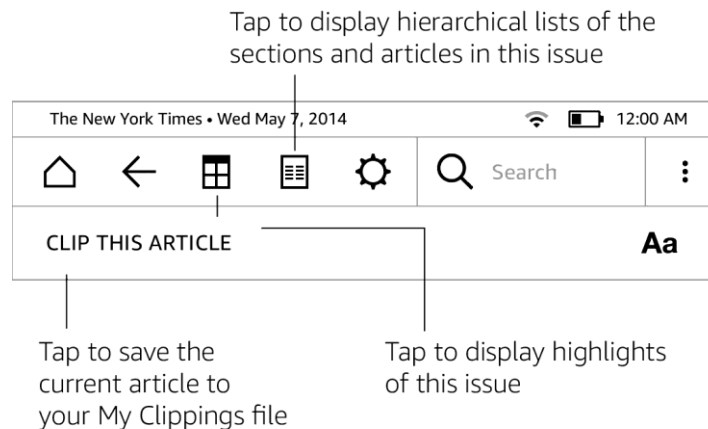 Tap to display hierarchical lists of the
sections and articles in this issue
The New York Times • Wed May 7, 2014 12:00 AM
Search
CLIP THIS ARTICLE Aa
Tap to save the
current article to
your My Clippings file
Tap to display highlights
of this issue